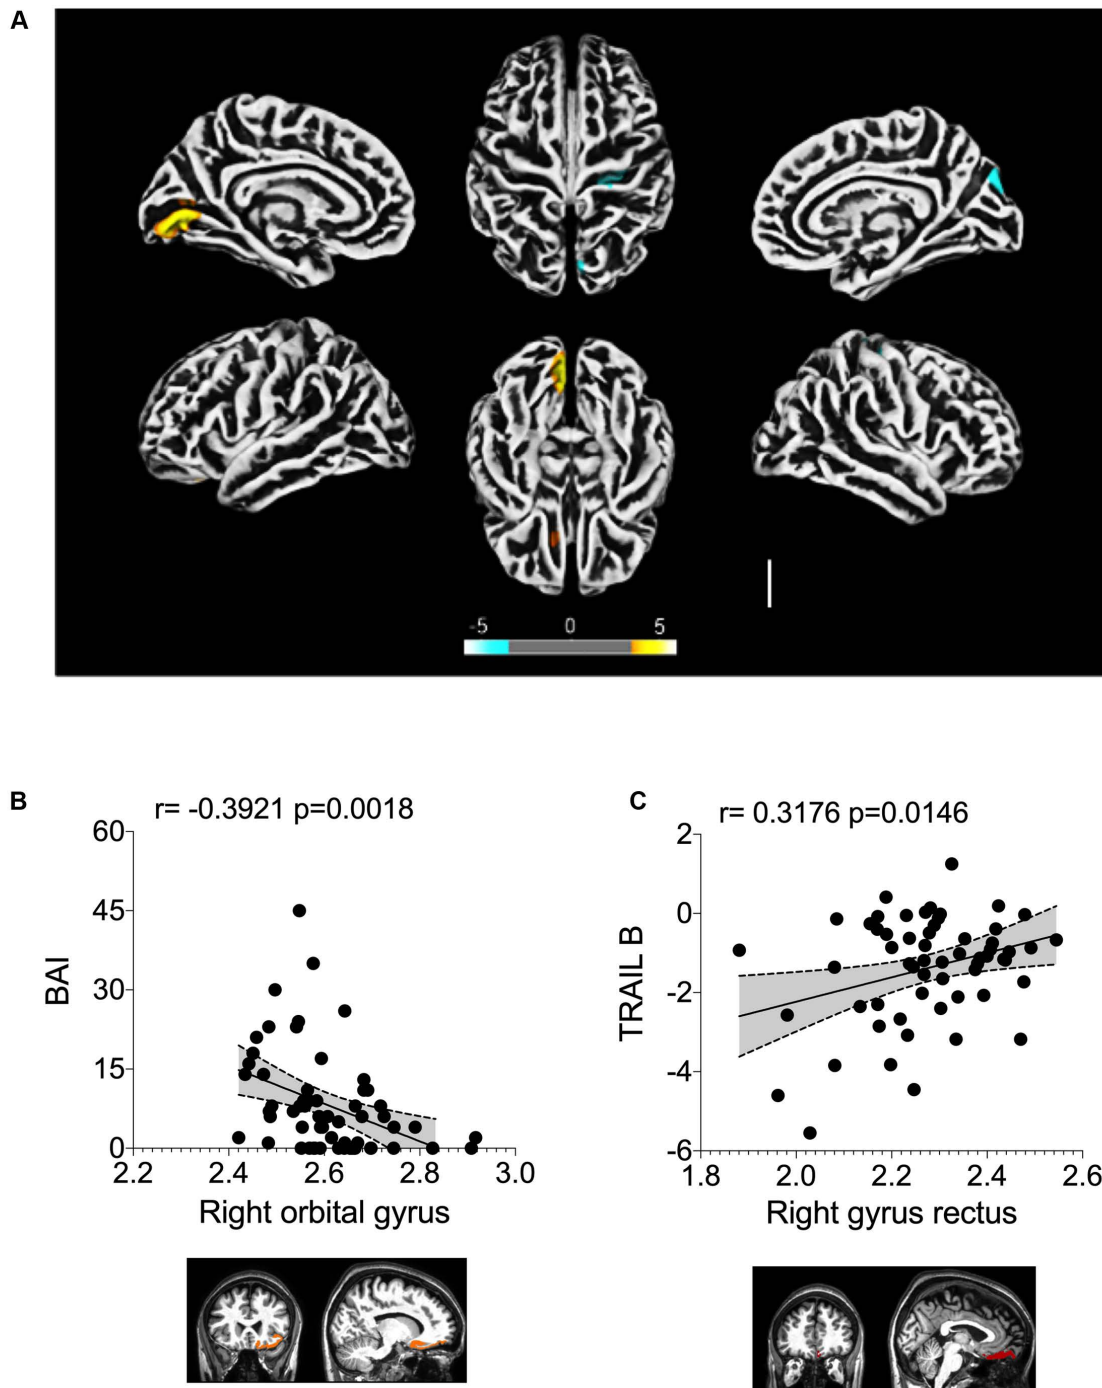 A
-5 0 5
B
r= -0.3921 p=0.0018
60
45
30
15
0
BAI
2.2 2.4 2.6 2.8 3.0
Right orbital gyrus
C
r= 0.3176 p=0.0146
2
0
-2
-4
-6
TRAIL B
1.8 2.0 2.2 2.4 2.6
Right gyrus rectus